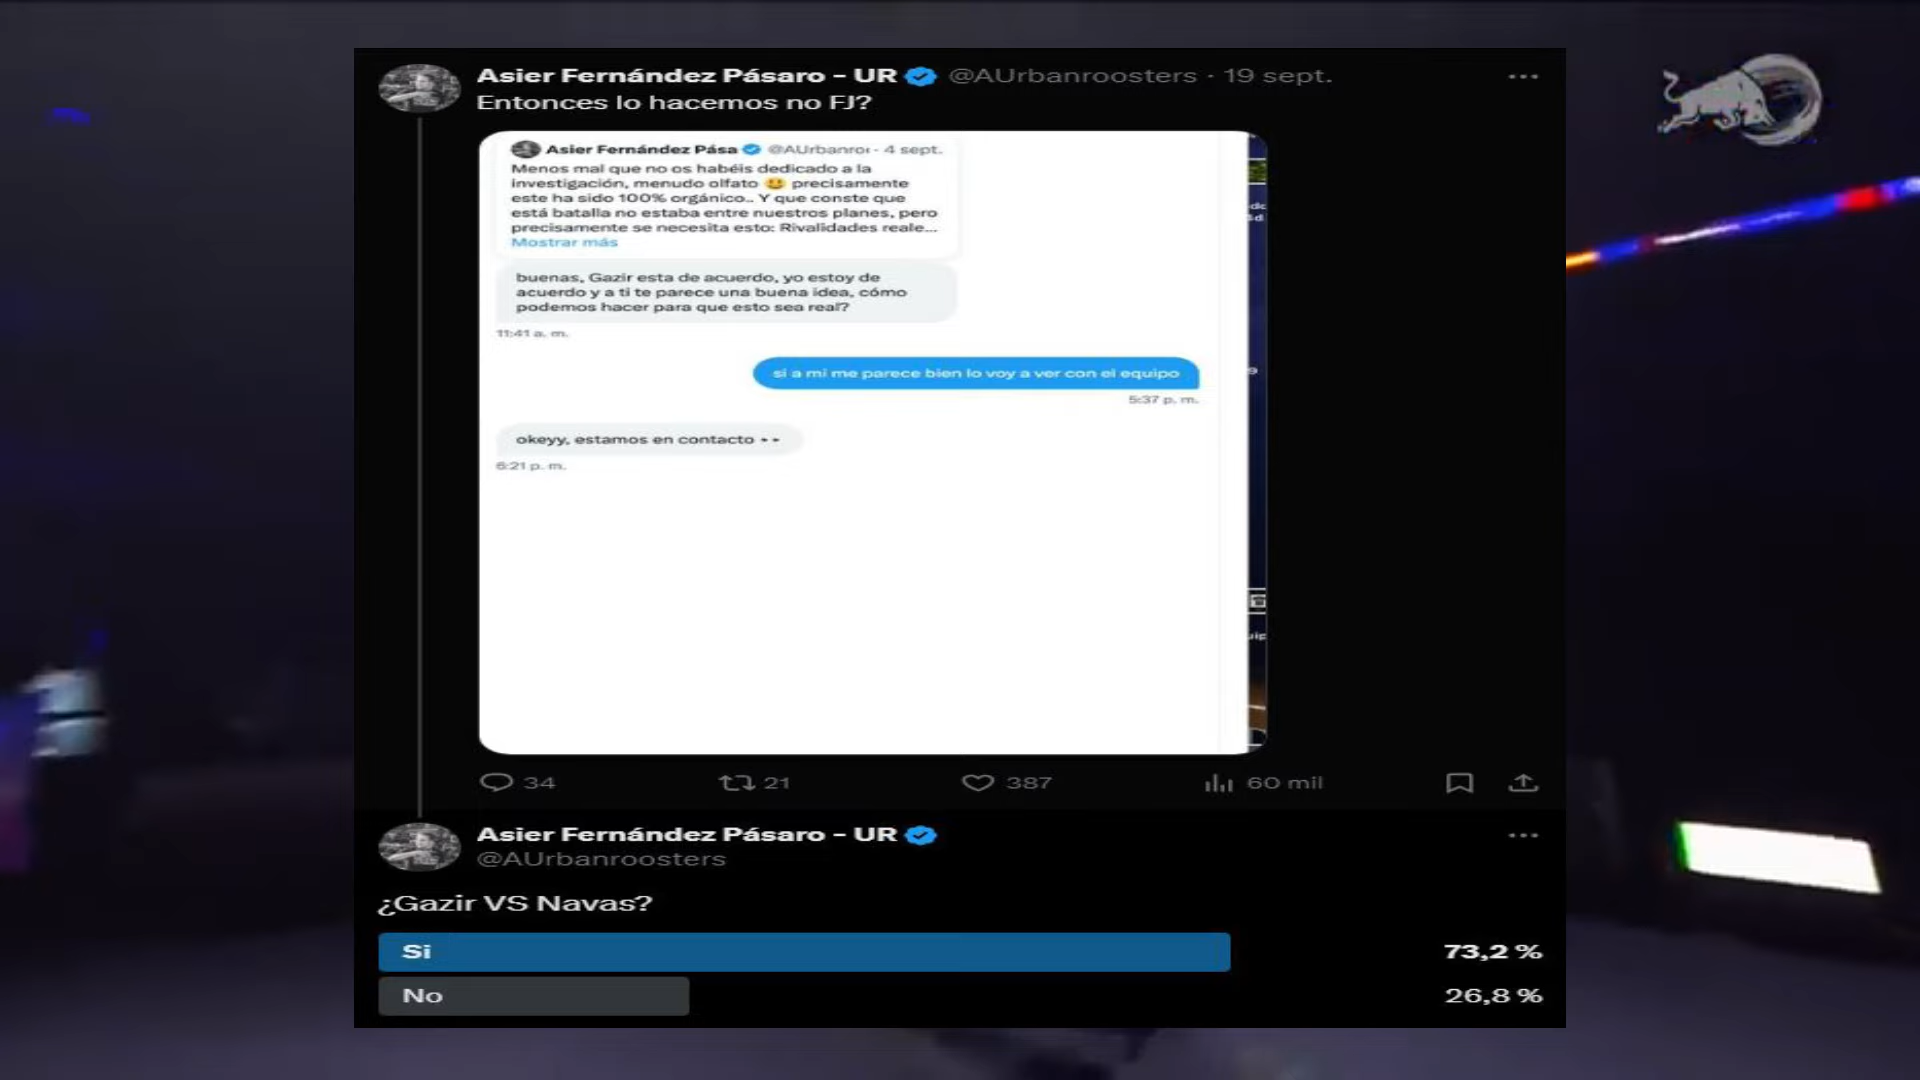 Asier Fernández Pásaro - UR @AUrbanroosters · 19 sept.
Entonces lo hacemos no FJ?
Asier Fernández Pása @AUrbanro · 4 sept.
Menos mal que no os habéis dedicado a la
investigación, menudo olfato 😃 precisamente
este ha sido 100% orgánico.. Y que conste que
está batalla no estaba entre nuestros planes, pero
precisamente se necesita esto: Rivalidades reale...
Mostrar más
buenas, Gazir esta de acuerdo, yo estoy de
acuerdo y a ti te parece una buena idea, cómo
podemos hacer para que esto sea real?
11:41 a. m.
si a mi me parece bien lo voy a ver con el equipo
5:37 p. m.
okeyy, estamos en contacto 👀
6:21 p. m.
34 21 387 60 mil
Asier Fernández Pásaro - UR
@AUrbanroosters
¿Gazir VS Navas?
Si 73,2 %
No 26,8 %